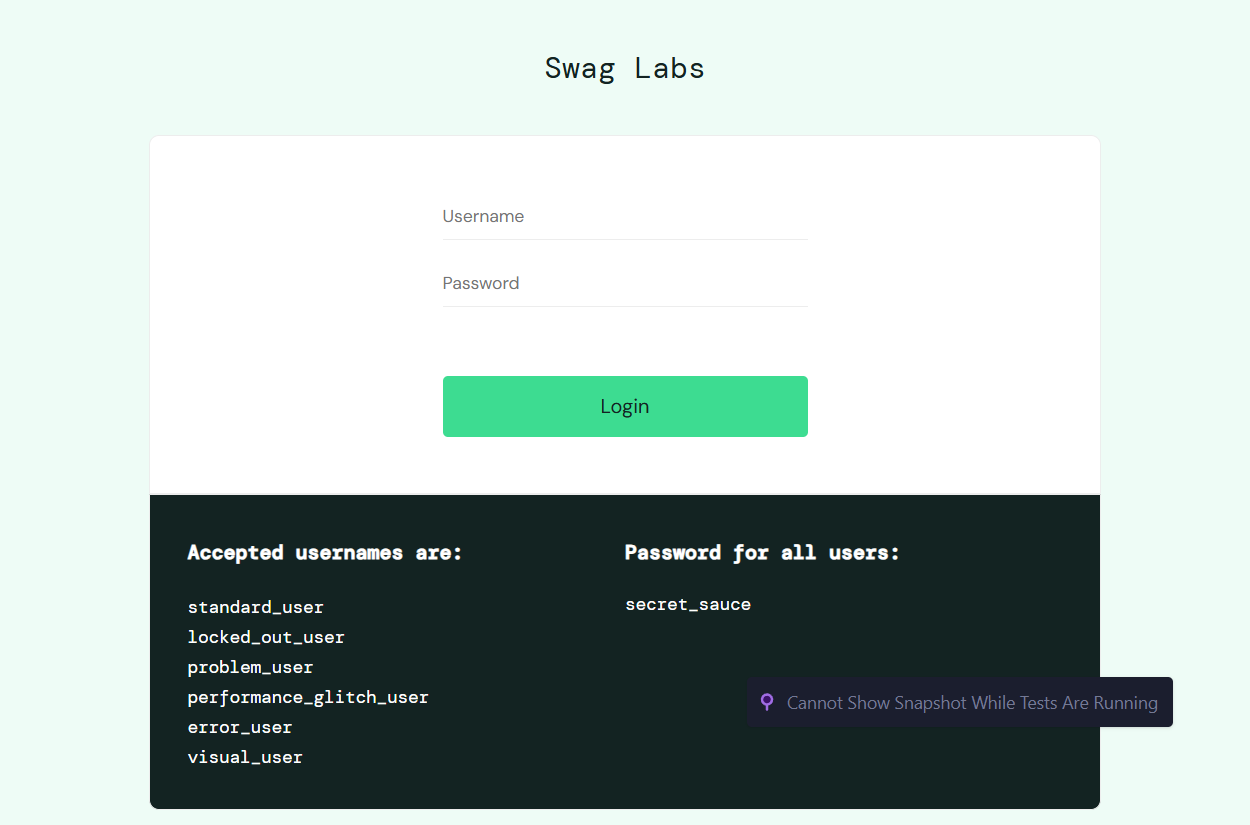 Swag Labs
Username
Password
Login
Accepted usernames are:
standard_user
locked_out_user
problem_user
performance_glitch_user
error_user
visual_user
Password for all users:
secret_sauce
Cannot Show Snapshot While Tests Are Running